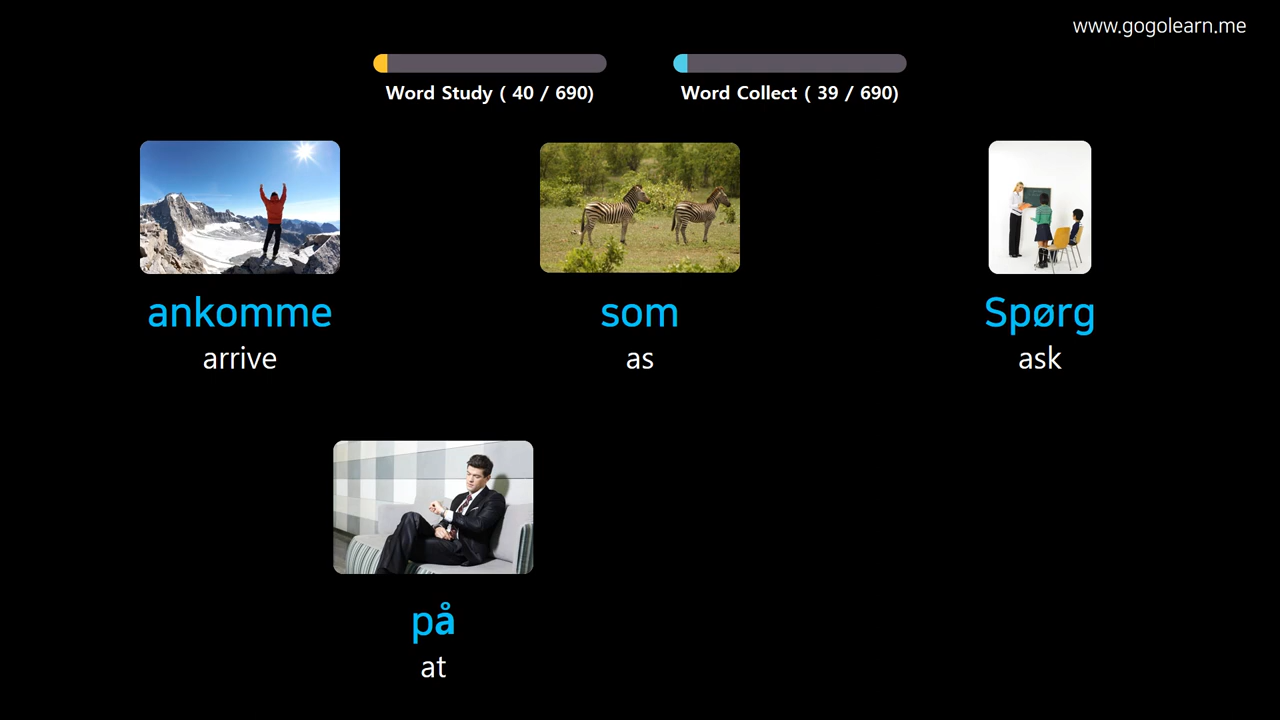 www.gogolearn.me
Word Study ( 40 / 690)
Word Collect ( 39 / 690)
ankomme
arrive
som
as
Spørg
ask
på
at